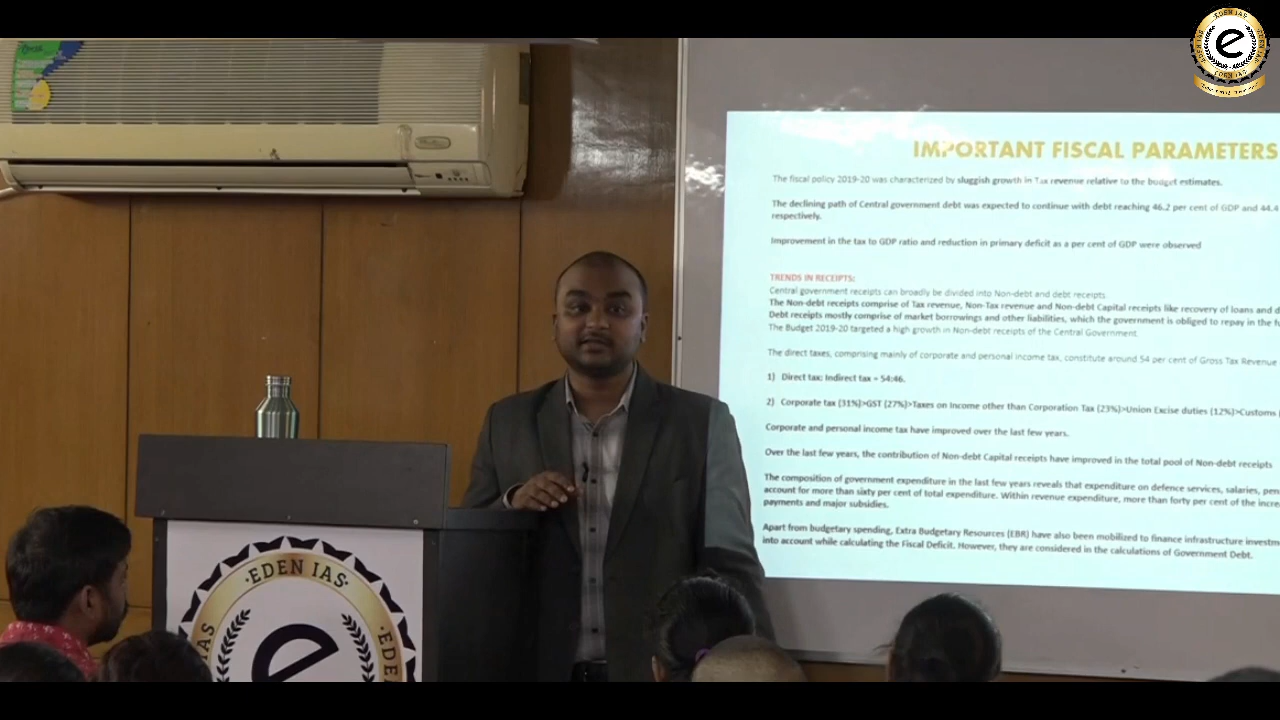 EDEN IAS
e
EDEN IAS
IMPORTANT FISCAL PARAMETERS
The fiscal policy 2019-20 was characterized by sluggish growth in Tax revenue relative to the budget estimates.
The declining path of Central government debt was expected to continue with debt reaching 46.2 per cent of GDP and 44.4
respectively.
Improvement in the tax to GDP ratio and reduction in primary deficit as a per cent of GDP were observed
TRENDS IN RECEIPTS:
Central government receipts can broadly be divided into Non-debt and debt receipts.
The Non-debt receipts comprise of Tax revenue, Non-Tax revenue and Non-debt Capital receipts like recovery of loans and d
Debt receipts mostly comprise of market borrowings and other liabilities, which the government is obliged to repay in the f
The Budget 2019-20 targeted a high growth in Non-debt receipts of the Central Government.
The direct taxes, comprising mainly of corporate and personal income tax, constitute around 54 per cent of Gross Tax Revenue
1) Direct tax: Indirect tax = 54:46.
2) Corporate tax (31%)>GST (27%)>Taxes on Income other than Corporation Tax (23%)>Union Excise duties (12%)>Customs
Corporate and personal income tax have improved over the last few years.
Over the last few years, the contribution of Non-debt Capital receipts have improved in the total pool of Non-debt receipts
The composition of government expenditure in the last few years reveals that expenditure on defence services, salaries, pen
account for more than sixty per cent of total expenditure. Within revenue expenditure, more than forty per cent of the incre
payments and major subsidies.
Apart from budgetary spending, Extra Budgetary Resources (EBR) have also been mobilized to finance infrastructure investm
into account while calculating the Fiscal Deficit. However, they are considered in the calculations of Government Debt.
·EDEN IAS·
IAS
EDE
e